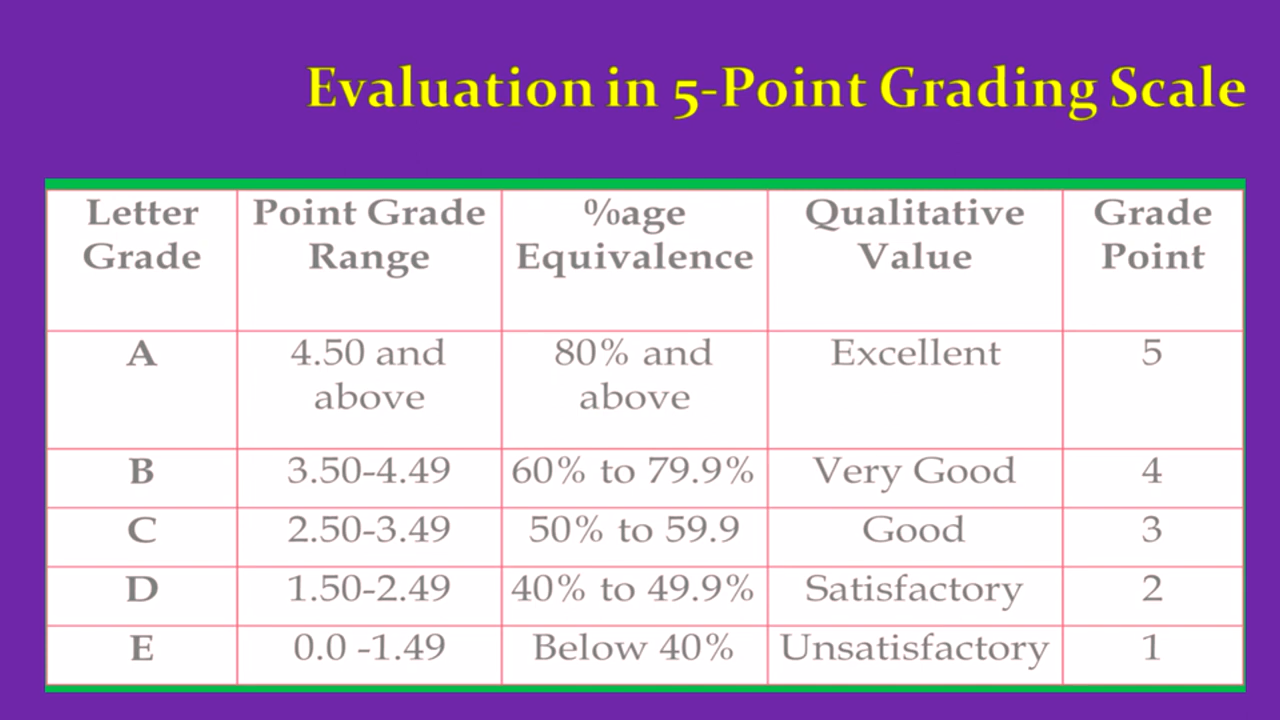 Evaluation in 5-Point Grading Scale
Letter Grade | Point Grade Range | %age Equivalence | Qualitative Value | Grade Point
A | 4.50 and above | 80% and above | Excellent | 5
B | 3.50-4.49 | 60% to 79.9% | Very Good | 4
C | 2.50-3.49 | 50% to 59.9 | Good | 3
D | 1.50-2.49 | 40% to 49.9% | Satisfactory | 2
E | 0.0 -1.49 | Below 40% | Unsatisfactory | 1